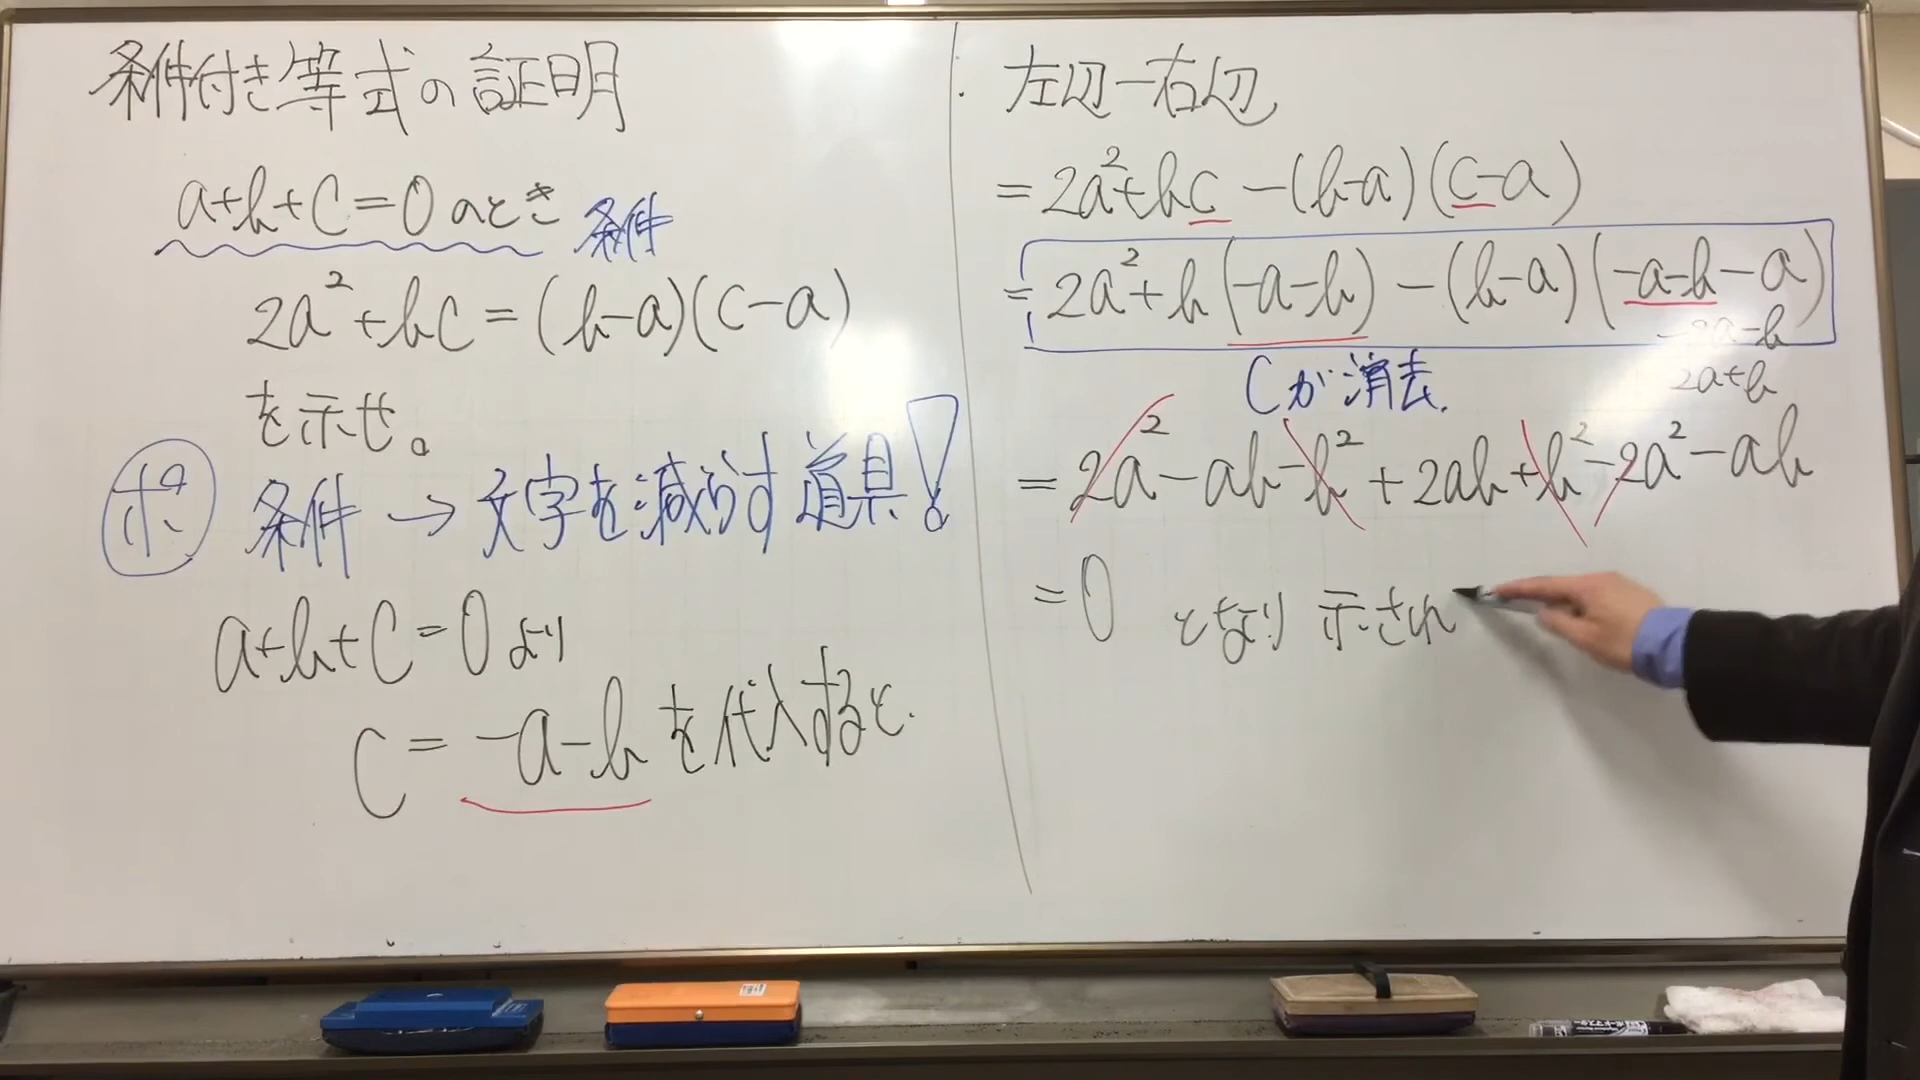 条件付き等式の証明
a+b+c=0のとき 条件
2a²+bc=(b-a)(c-a)
を示せ。
ポ 条件→文字を減らす道具!
a+b+c=0より
c=-a-bを代入すると.
左辺-右辺
=2a²+bc-(b-a)(c-a)
=2a²+b(-a-b)-(b-a)(-a-b-a)
-2a-b
cが消去.
2a+b
=2a²-ab-b²+2ab+b²-2a²-ab
=0 となり 示され